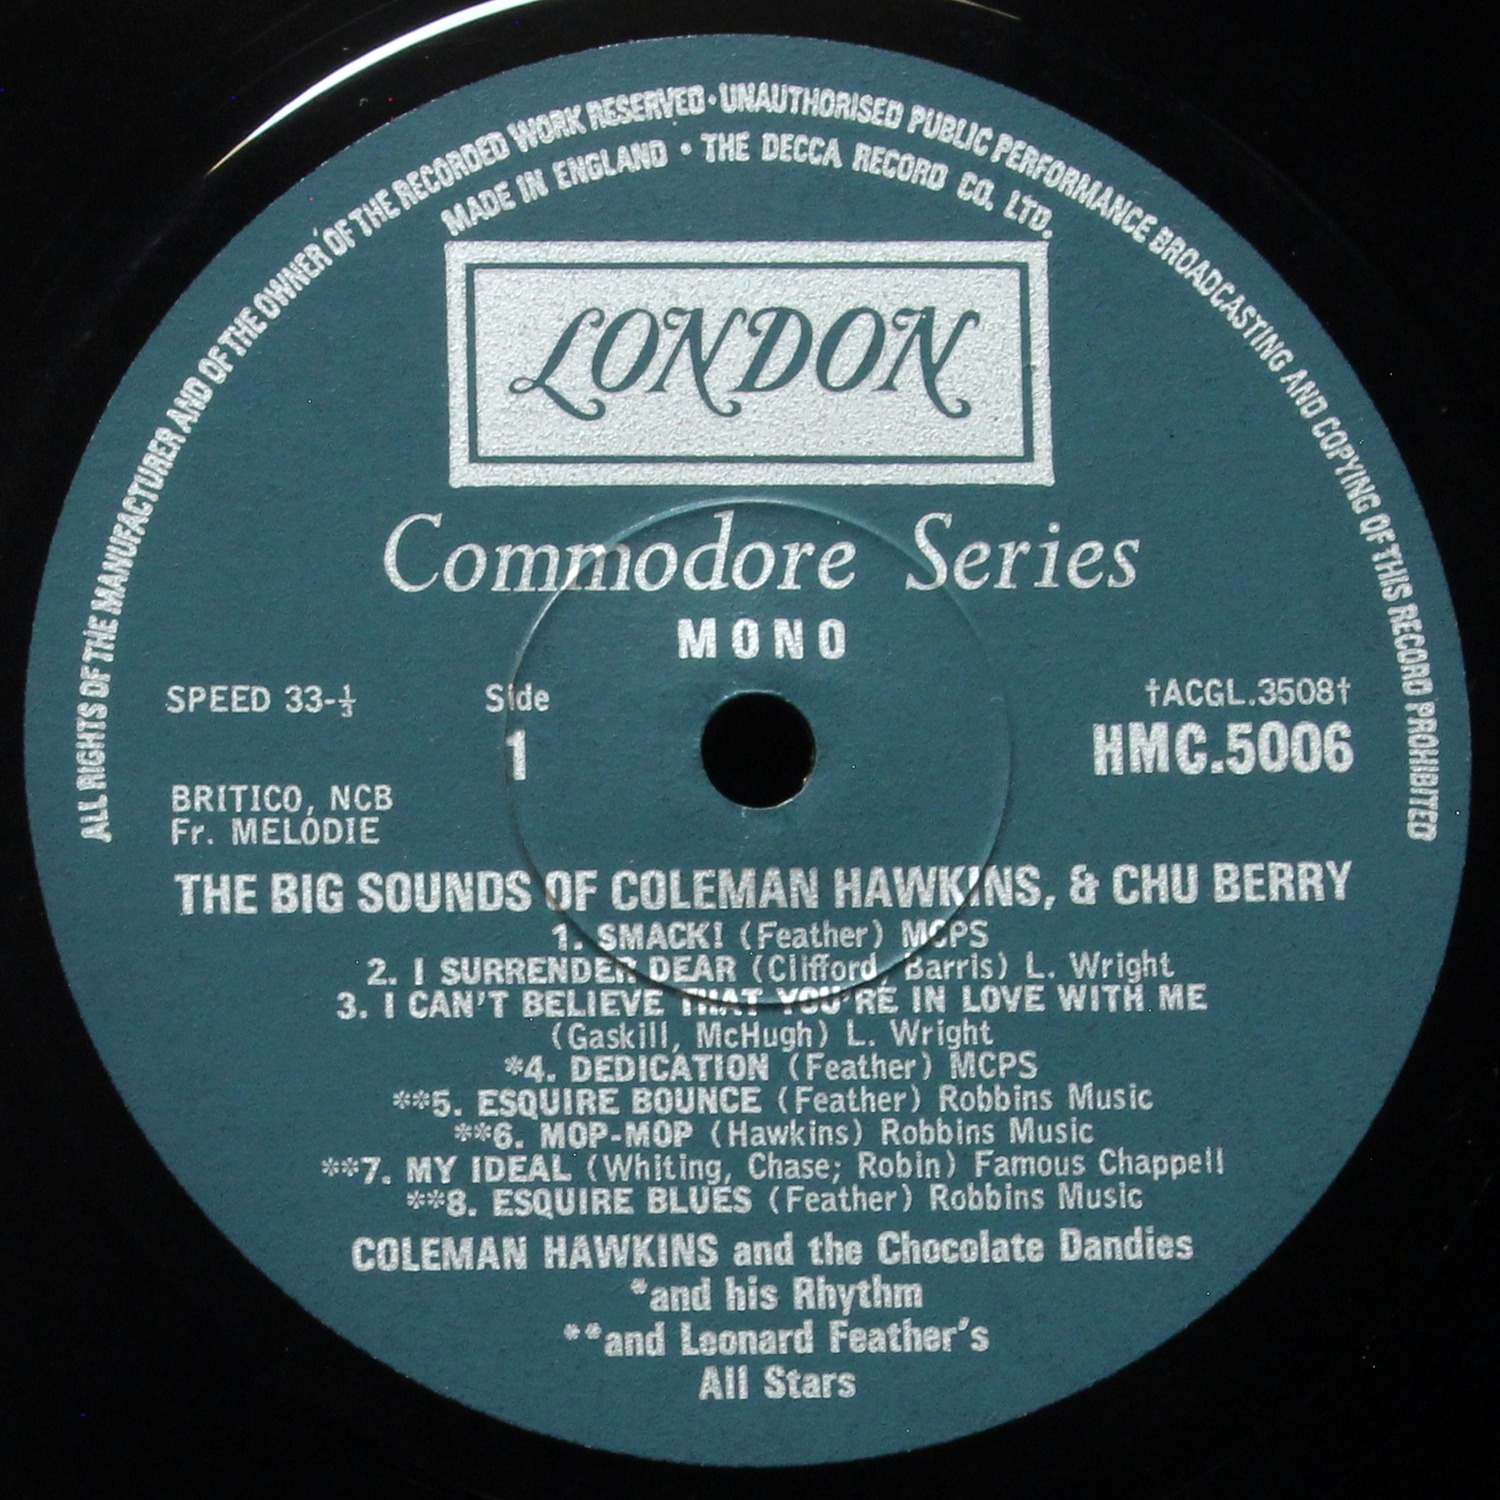 ALL RIGHTS OF THE MANUFACTURER AND OF THE OWNER OF THE RECORDED WORK RESERVED · UNAUTHORISED PUBLIC PERFORMANCE BROADCASTING AND COPYING OF THIS RECORD PROHIBITED
MADE IN ENGLAND • THE DECCA RECORD CO. LTD.
LONDON
Commodore Series
MONO
SPEED 33-⅓ Side †ACGL.3508†
1 HMC.5006
BRITICO, NCB
Fr. MELODIE
THE BIG SOUNDS OF COLEMAN HAWKINS, & CHU BERRY
1. SMACK! (Feather) MCPS
2. I SURRENDER DEAR (Clifford, Barris) L. Wright
3. I CAN'T BELIEVE THAT YOU'RE IN LOVE WITH ME
(Gaskill, McHugh) L. Wright
*4. DEDICATION (Feather) MCPS
**5. ESQUIRE BOUNCE (Feather) Robbins Music
**6. MOP-MOP (Hawkins) Robbins Music
**7. MY IDEAL (Whiting, Chase; Robin) Famous Chappell
**8. ESQUIRE BLUES (Feather) Robbins Music
COLEMAN HAWKINS and the Chocolate Dandies
*and his Rhythm
**and Leonard Feather's
All Stars